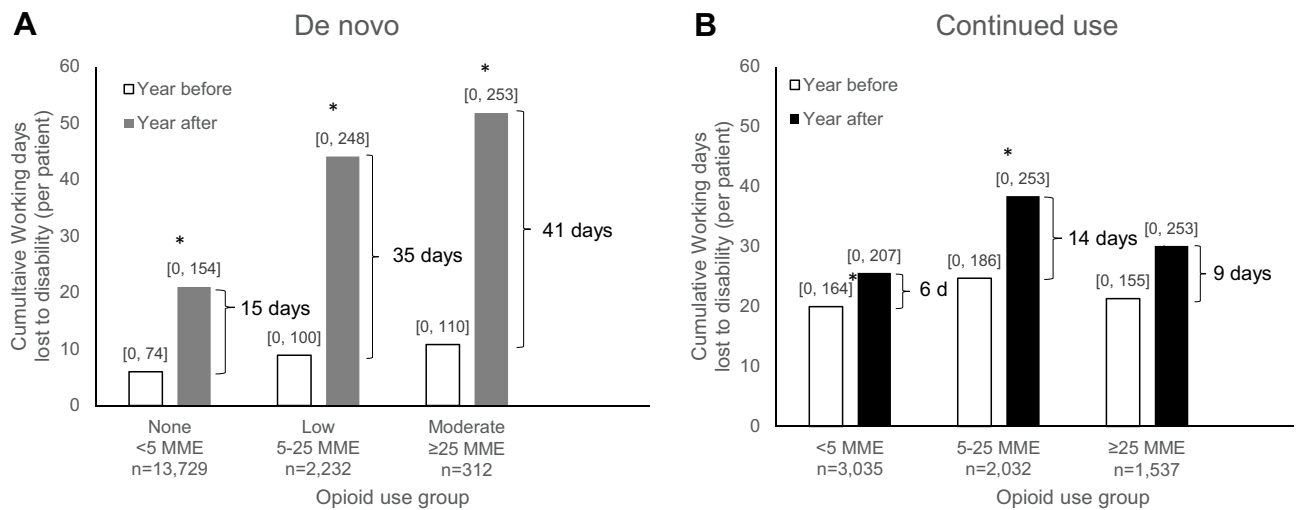 A
De novo
Cumultative Working days
lost to disability (per patient)
60
50
40
30
20
10
0
Year before
Year after
*
[0, 154]
[0, 74]
15 days
*
[0, 248]
[0, 100]
35 days
*
[0, 253]
[0, 110]
41 days
None
<5 MME
n=13,729
Low
5-25 MME
n=2,232
Moderate
≥25 MME
n=312
Opioid use group
B
Continued use
Cumulative Working days
lost to disability (per patient)
60
50
40
30
20
10
0
Year before
Year after
[0, 207]
[0, 164]
*
6 d
*
[0, 253]
[0, 186]
14 days
[0, 253]
[0, 155]
9 days
<5 MME
n=3,035
5-25 MME
n=2,032
≥25 MME
n=1,537
Opioid use group